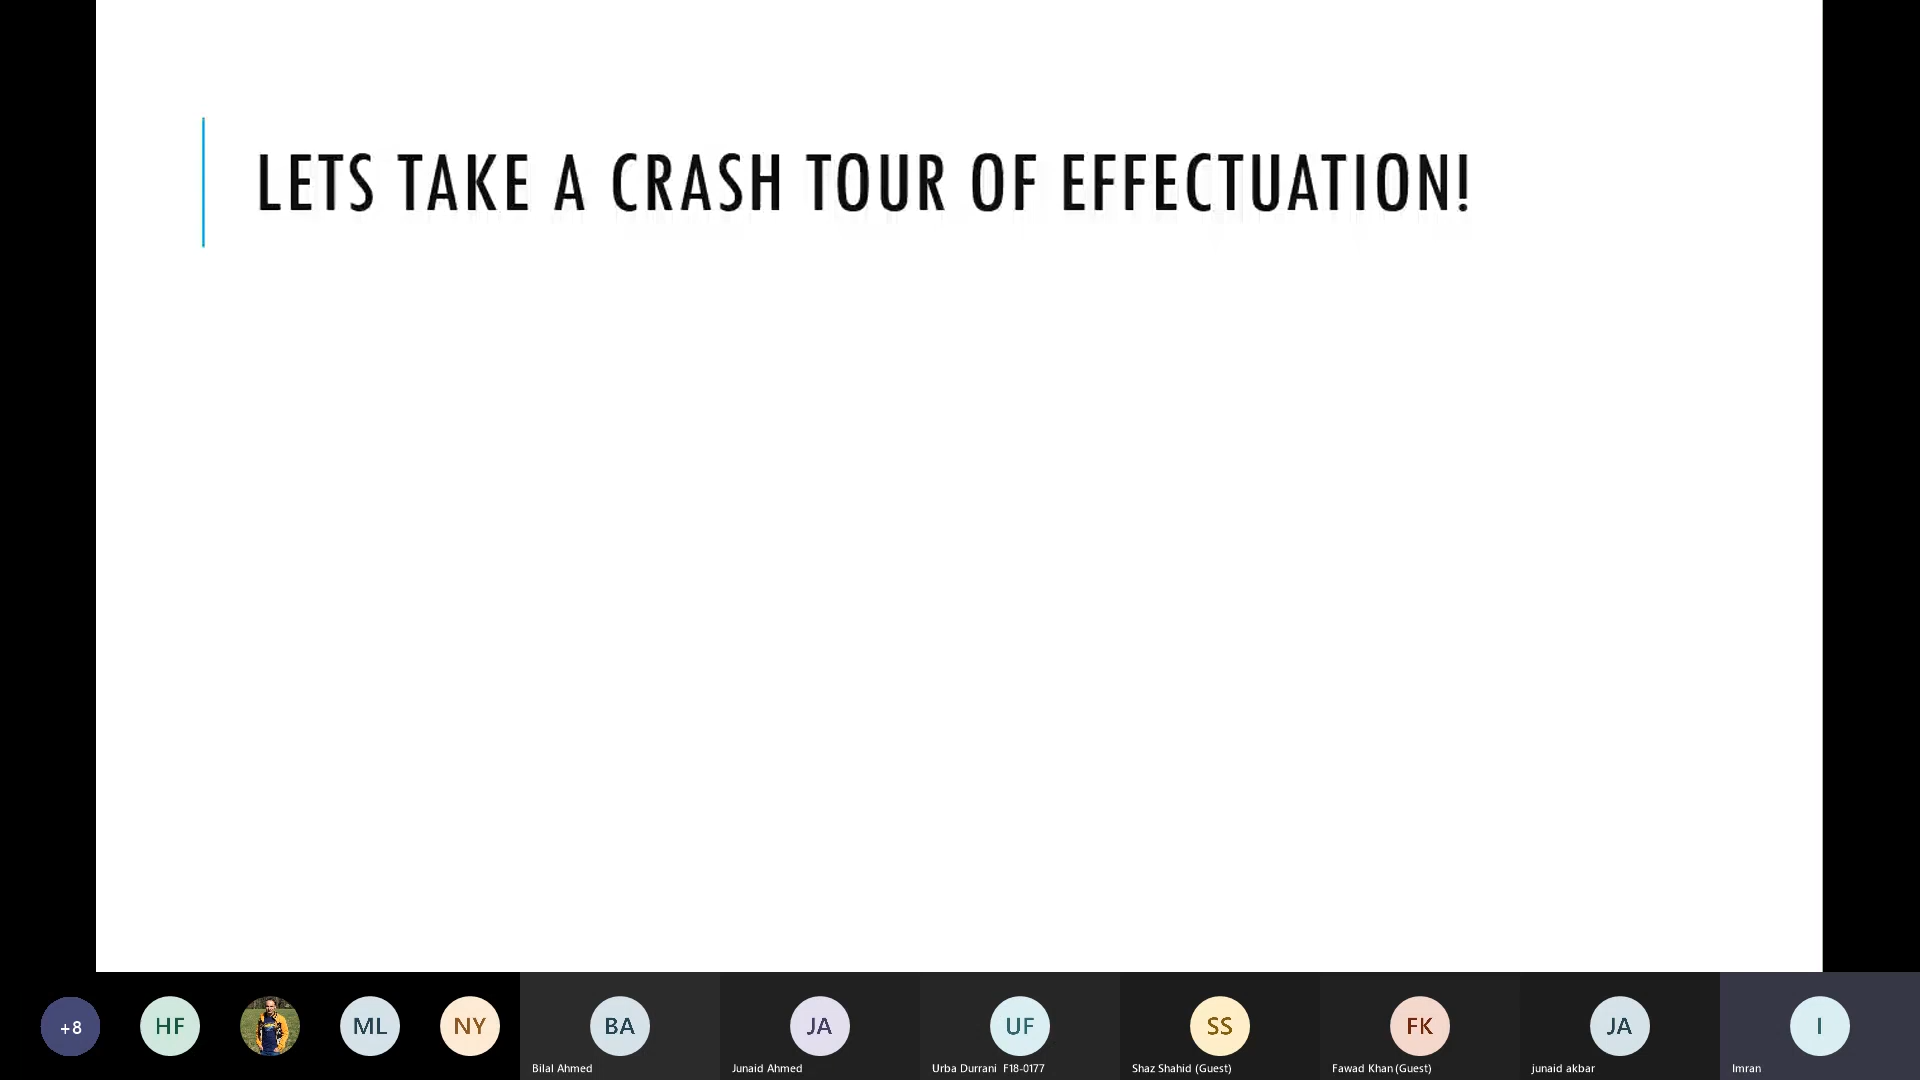 LETS TAKE A CRASH TOUR OF EFFECTUATION!
+8
HF
ML
NY
BA
JA
UF
SS
FK
JA
I
Bilal Ahmed
Junaid Ahmed
Urba Durrani F18-0177
Shaz Shahid (Guest)
Fawad Khan (Guest)
junaid akbar
Imran